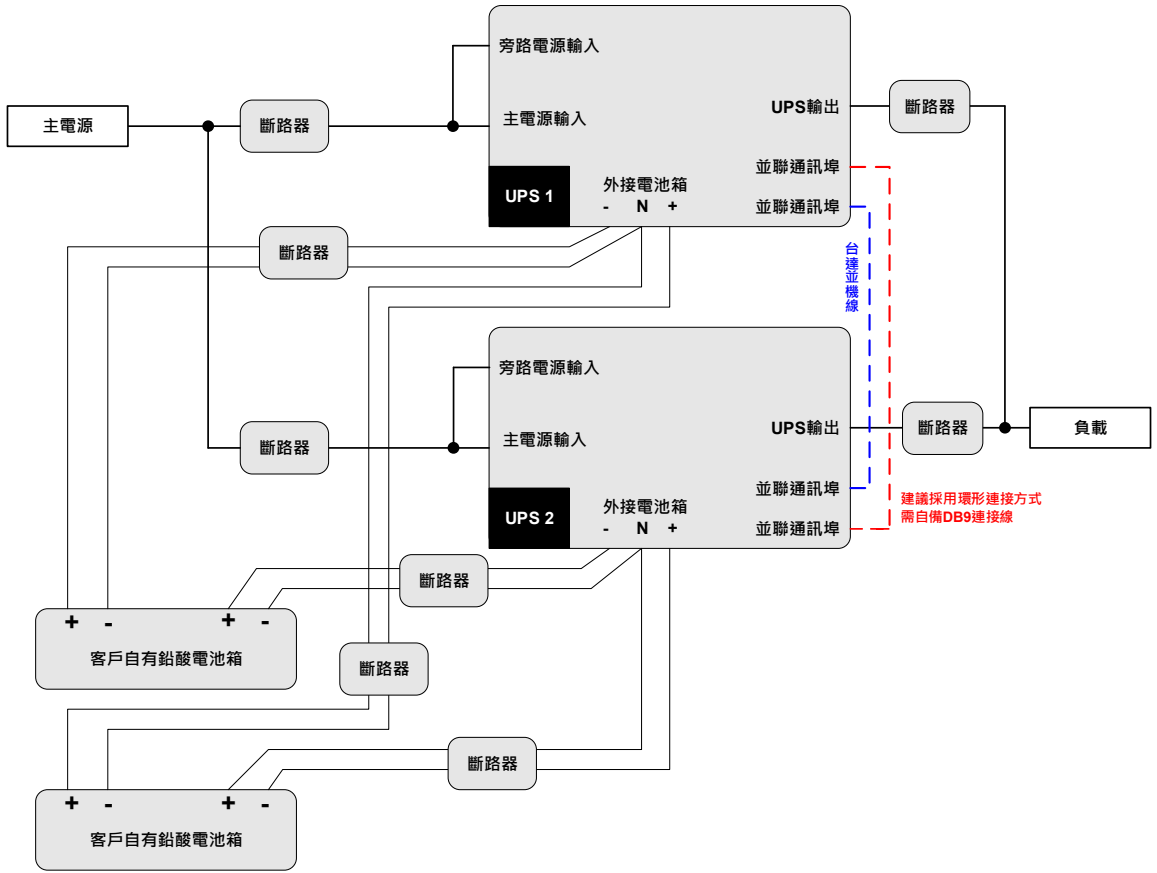 旁路電源輸入
主電源
斷路器
主電源輸入
UPS輸出
斷路器
並聯通訊埠
UPS 1
外接電池箱
- N +
並聯通訊埠
斷路器
台達並機線
旁路電源輸入
斷路器
主電源輸入
UPS輸出
斷路器
負載
並聯通訊埠
建議採用環形連接方式
需自備DB9連接線
UPS 2
外接電池箱
- N +
並聯通訊埠
斷路器
+ - + -
客戶自有鉛酸電池箱
斷路器
斷路器
+ - + -
客戶自有鉛酸電池箱